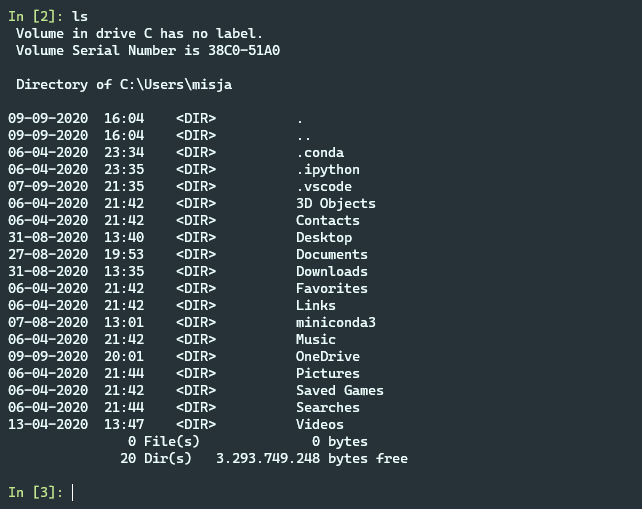 In [2]: ls
 Volume in drive C has no label.
 Volume Serial Number is 38C0-51A0

 Directory of C:\Users\misja

09-09-2020  16:04    <DIR>          .
09-09-2020  16:04    <DIR>          ..
06-04-2020  23:34    <DIR>          .conda
06-04-2020  23:35    <DIR>          .ipython
07-09-2020  21:35    <DIR>          .vscode
06-04-2020  21:42    <DIR>          3D Objects
06-04-2020  21:42    <DIR>          Contacts
31-08-2020  13:40    <DIR>          Desktop
27-08-2020  19:53    <DIR>          Documents
31-08-2020  13:35    <DIR>          Downloads
06-04-2020  21:42    <DIR>          Favorites
06-04-2020  21:42    <DIR>          Links
07-08-2020  13:01    <DIR>          miniconda3
06-04-2020  21:42    <DIR>          Music
09-09-2020  20:01    <DIR>          OneDrive
06-04-2020  21:44    <DIR>          Pictures
06-04-2020  21:42    <DIR>          Saved Games
06-04-2020  21:44    <DIR>          Searches
13-04-2020  13:47    <DIR>          Videos
               0 File(s)              0 bytes
              20 Dir(s)   3.293.749.248 bytes free

In [3]: